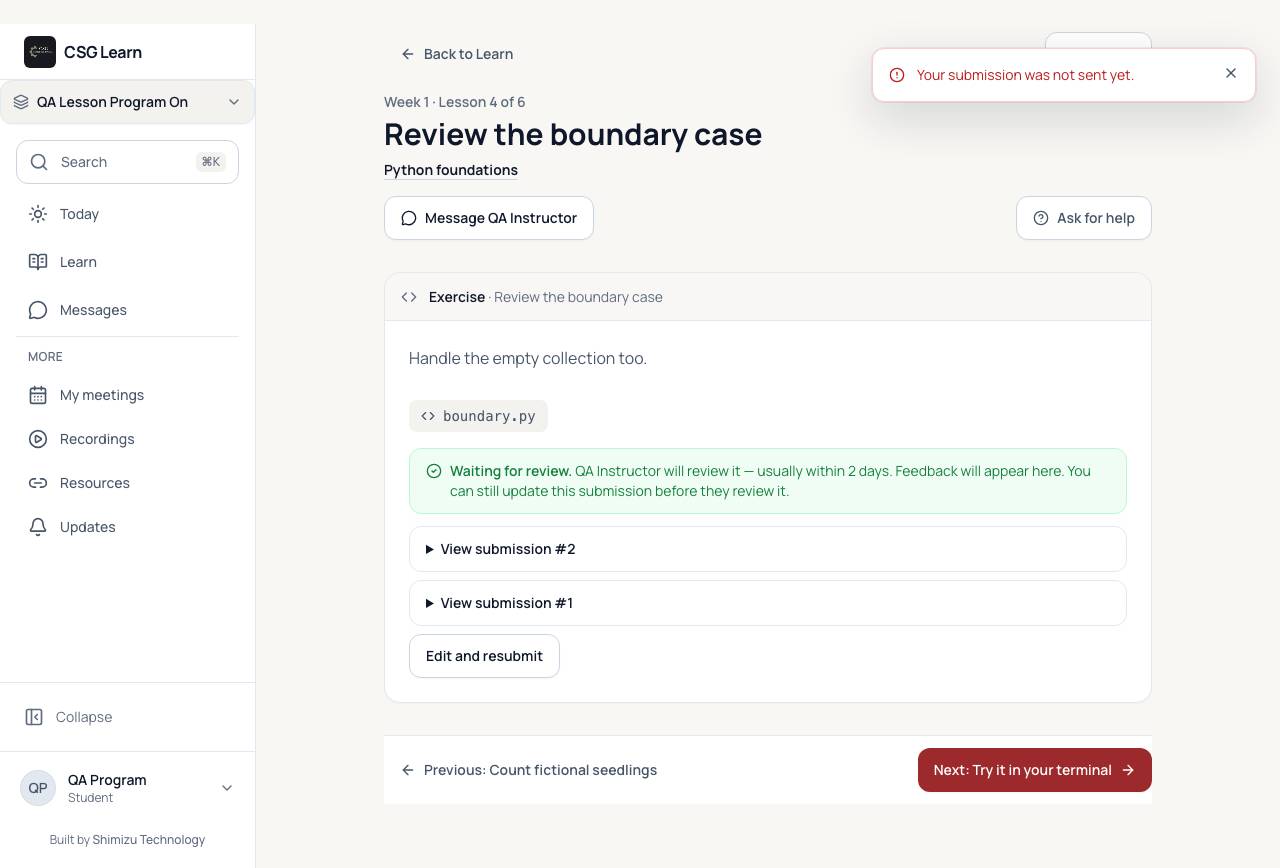 CSG Learn
QA Lesson Program On
Search
⌘K
Today
Learn
Messages
MORE
My meetings
Recordings
Resources
Updates
Collapse
QP
QA Program
Student
Built by Shimizu Technology
Back to Learn
Your submission was not sent yet.
Week 1 · Lesson 4 of 6
Review the boundary case
Python foundations
Message QA Instructor
Ask for help
Exercise · Review the boundary case
Handle the empty collection too.
boundary.py
Waiting for review. QA Instructor will review it — usually within 2 days. Feedback will appear here. You
can still update this submission before they review it.
View submission #2
View submission #1
Edit and resubmit
Previous: Count fictional seedlings
Next: Try it in your terminal